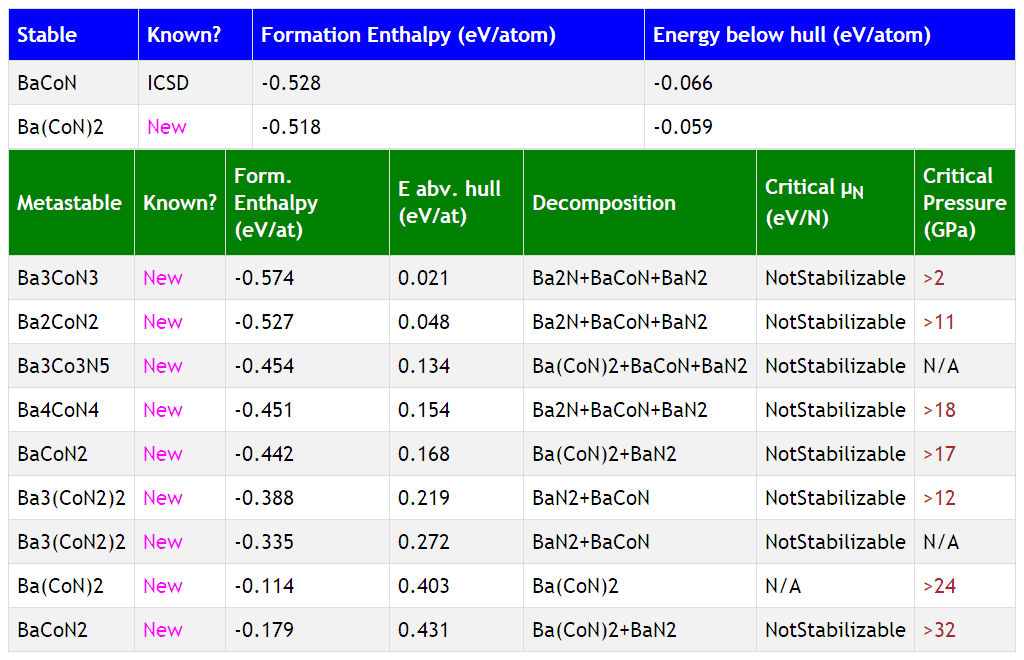 Stable Known? Formation Enthalpy (eV/atom) Energy below hull (eV/atom)
BaCoN ICSD -0.528 -0.066
Ba(CoN)2 New -0.518 -0.059
Metastable Known? Form. Enthalpy (eV/at) E abv. hull (eV/at) Decomposition Critical μN (eV/N) Critical Pressure (GPa)
Ba3CoN3 New -0.574 0.021 Ba2N+BaCoN+BaN2 NotStabilizable >2
Ba2CoN2 New -0.527 0.048 Ba2N+BaCoN+BaN2 NotStabilizable >11
Ba3Co3N5 New -0.454 0.134 Ba(CoN)2+BaCoN+BaN2 NotStabilizable N/A
Ba4CoN4 New -0.451 0.154 Ba2N+BaCoN+BaN2 NotStabilizable >18
BaCoN2 New -0.442 0.168 Ba(CoN)2+BaN2 NotStabilizable >17
Ba3(CoN2)2 New -0.388 0.219 BaN2+BaCoN NotStabilizable >12
Ba3(CoN2)2 New -0.335 0.272 BaN2+BaCoN NotStabilizable N/A
Ba(CoN)2 New -0.114 0.403 Ba(CoN)2 N/A >24
BaCoN2 New -0.179 0.431 Ba(CoN)2+BaN2 NotStabilizable >32